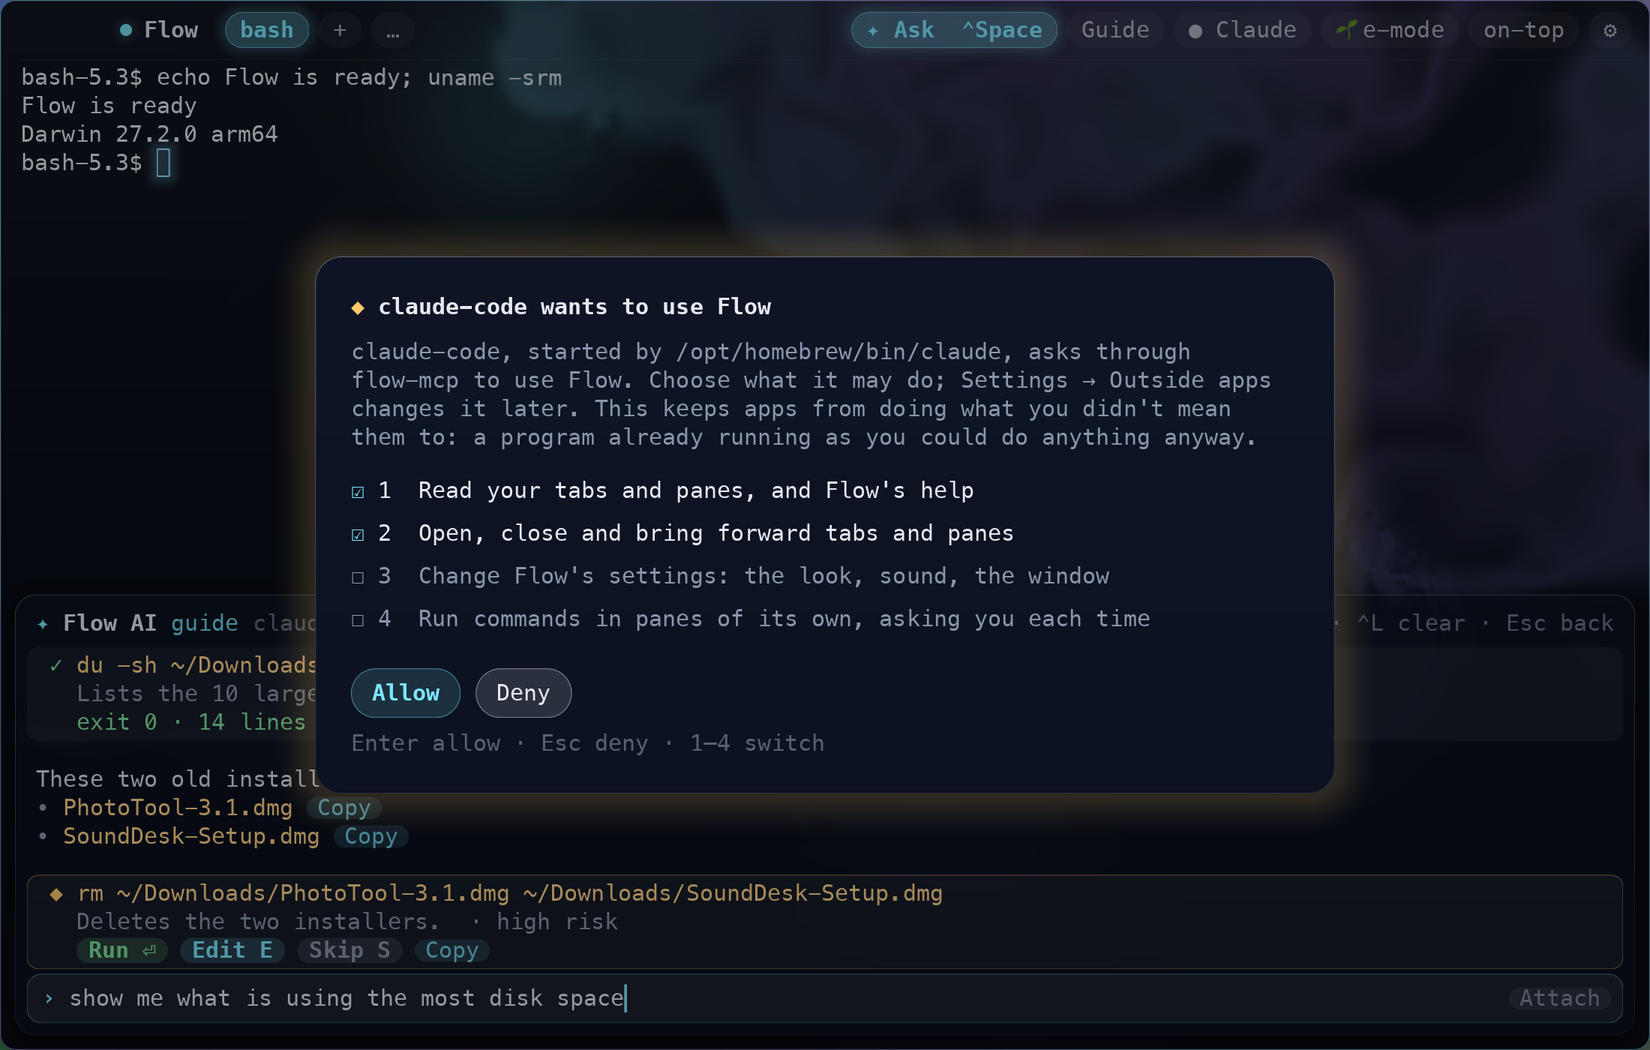 ● Flow bash + … ✦ Ask ^Space Guide ● Claude 🌱e-mode on-top ⚙
bash-5.3$ echo Flow is ready; uname -srm
Flow is ready
Darwin 27.2.0 arm64
bash-5.3$
◆ claude-code wants to use Flow
claude-code, started by /opt/homebrew/bin/claude, asks through
flow-mcp to use Flow. Choose what it may do; Settings → Outside apps
changes it later. This keeps apps from doing what you didn't mean
them to: a program already running as you could do anything anyway.
☑ 1 Read your tabs and panes, and Flow's help
☑ 2 Open, close and bring forward tabs and panes
☐ 3 Change Flow's settings: the look, sound, the window
☐ 4 Run commands in panes of its own, asking you each time
Allow Deny
Enter allow · Esc deny · 1–4 switch
✦ Flow AI guide · ^L clear · Esc back
✓ du -sh ~/Downloads
Lists the 10
exit 0 · 14 lines
These two old
• PhotoTool-3.1.dmg Copy
• SoundDesk-Setup.dmg Copy
◆ rm ~/Downloads/PhotoTool-3.1.dmg ~/Downloads/SoundDesk-Setup.dmg
Deletes the two installers. · high risk
Run ⏎ Edit E Skip S Copy
› show me what is using the most disk space
Attach